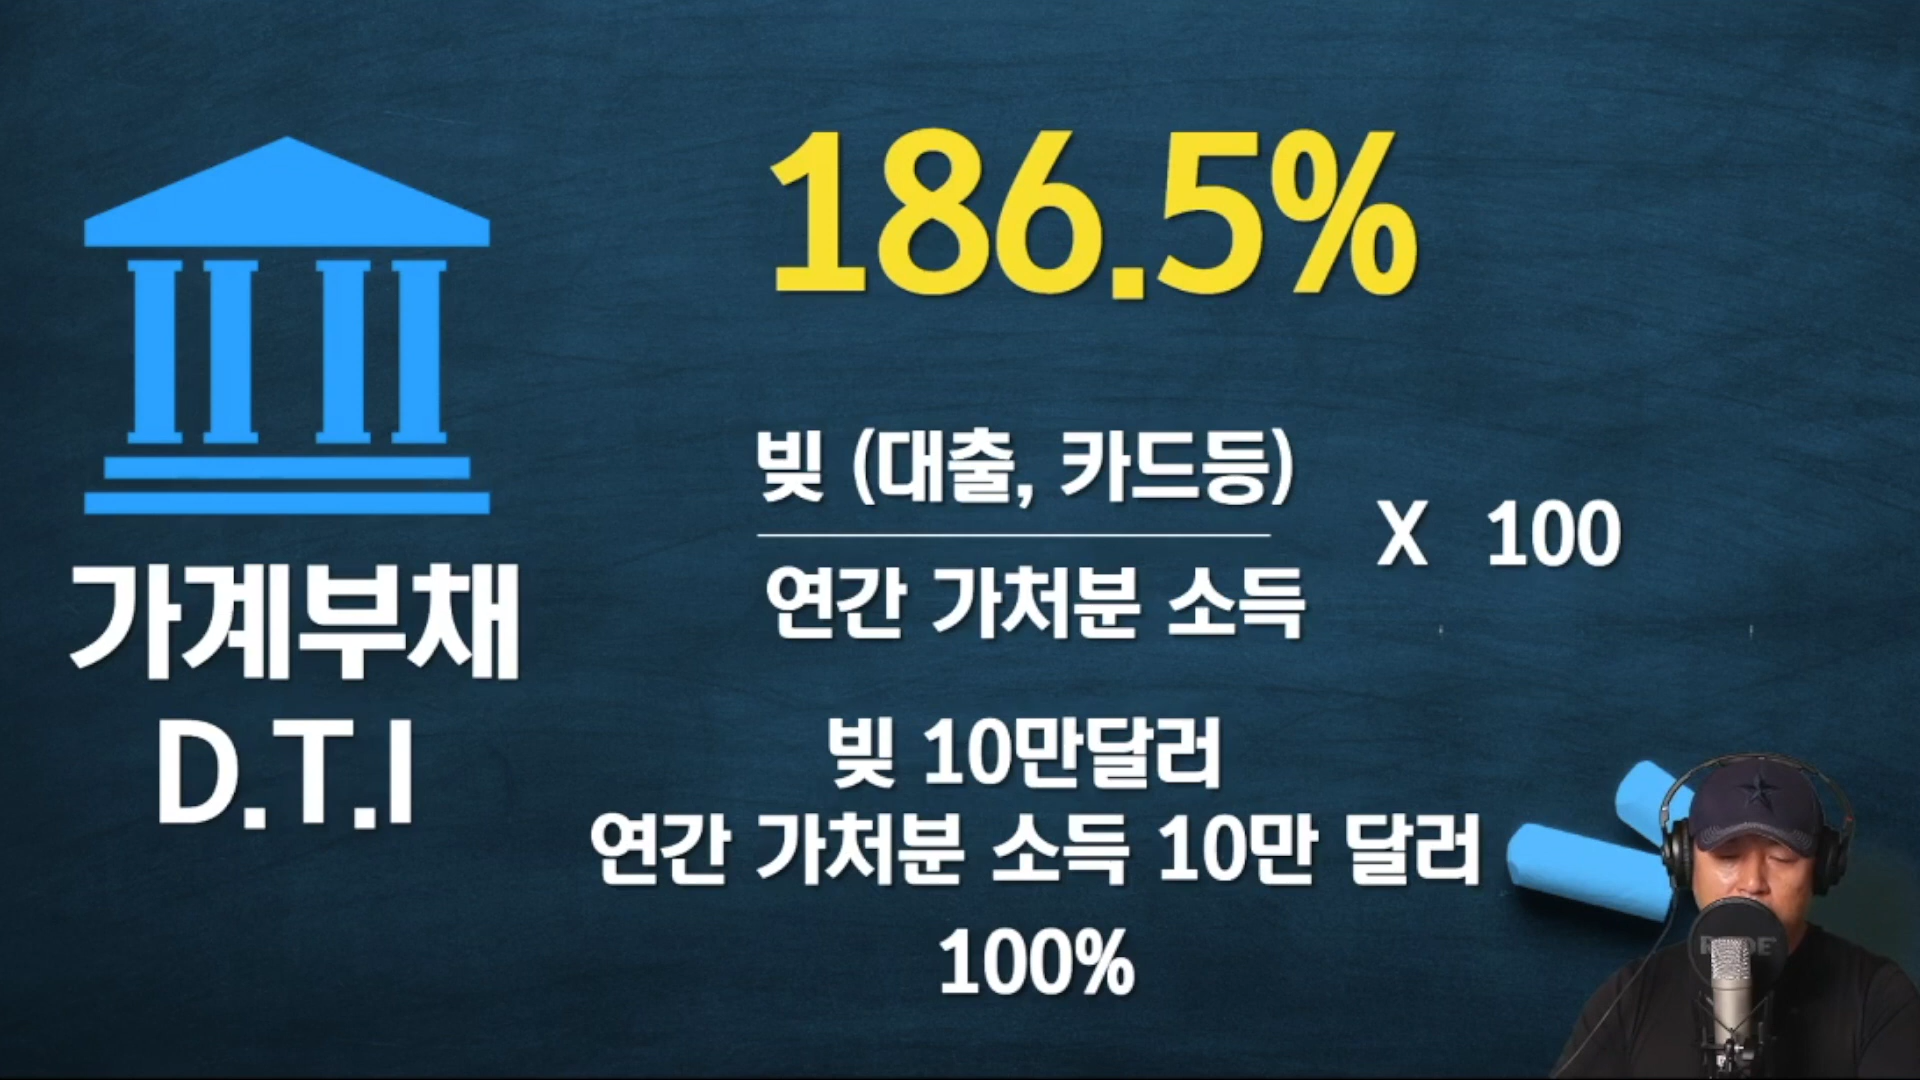 186.5%
빚 (대출, 카드등)
연간 가처분 소득
X 100
가계부채
D.T.I
빚 10만달러
연간 가처분 소득 10만 달러
100%
RODE